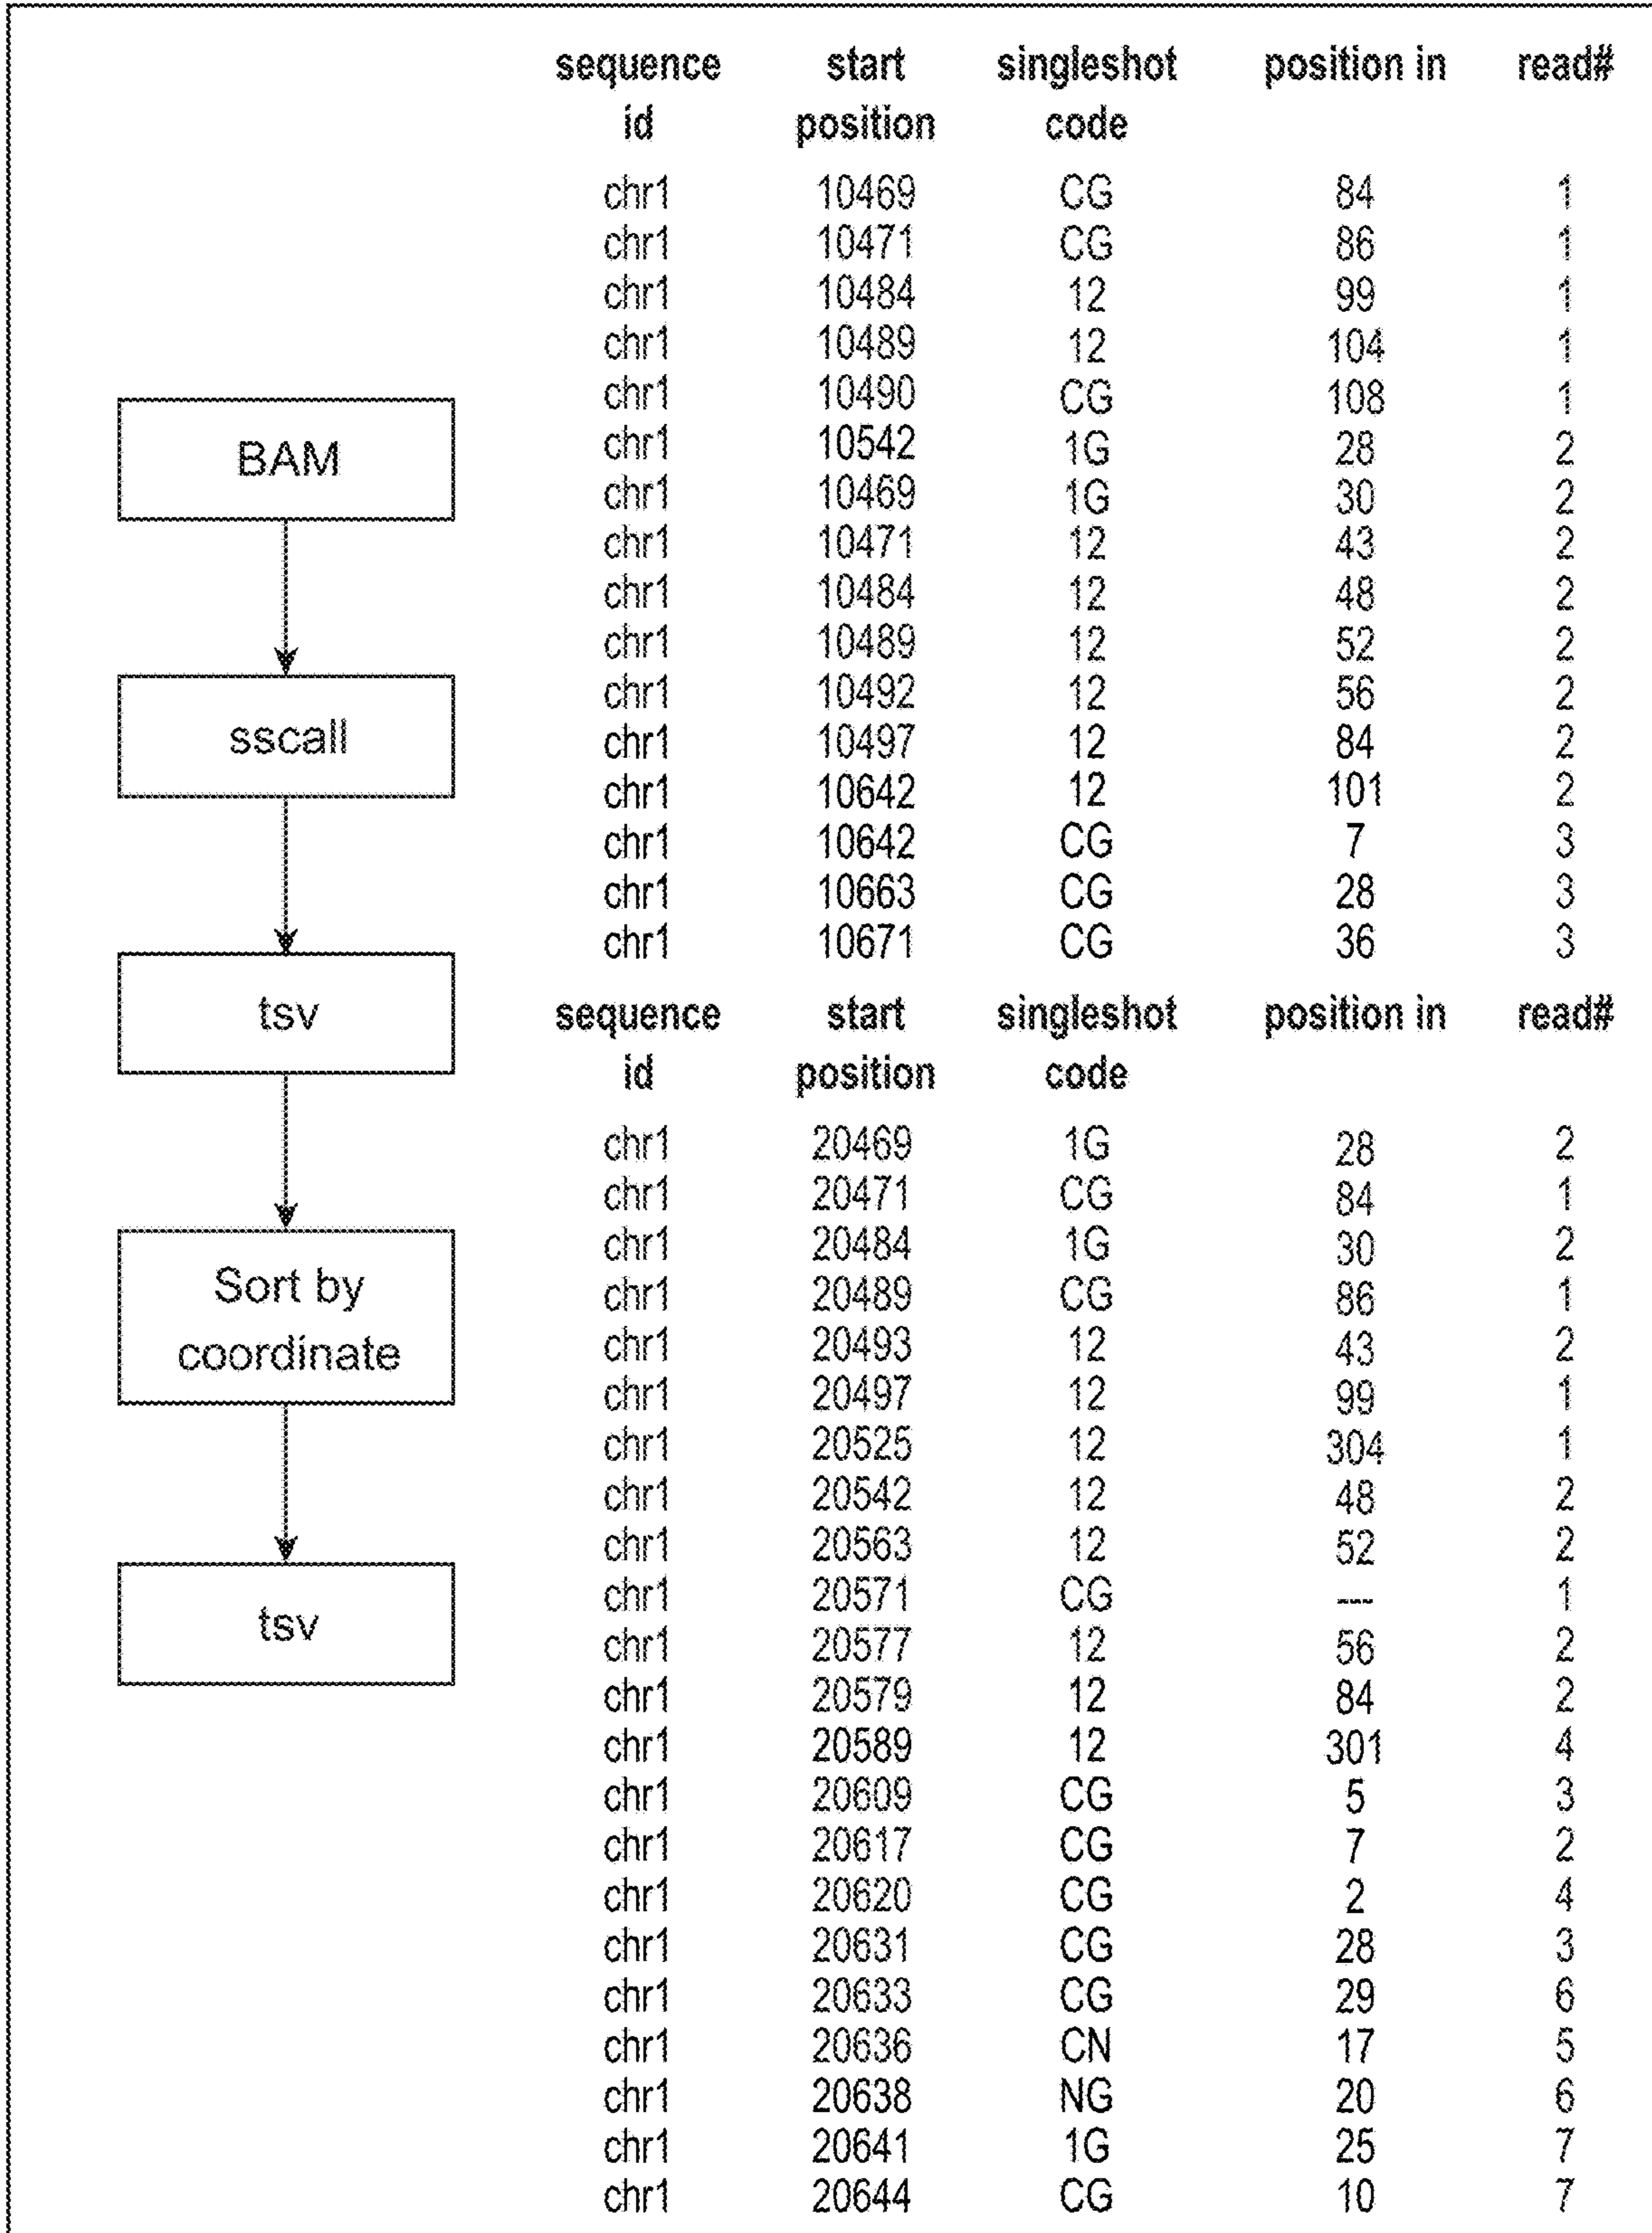 BAM
sscall
tsv
Sort by
coordinate
tsv
sequence start singleshot position in read#
id position code
chr1 10469 CG 84 1
chr1 10471 CG 86 1
chr1 10484 12 99 1
chr1 10489 12 104 1
chr1 10490 CG 108 1
chr1 10542 1G 28 2
chr1 10469 1G 30 2
chr1 10471 12 43 2
chr1 10484 12 48 2
chr1 10489 12 52 2
chr1 10492 12 56 2
chr1 10497 12 84 2
chr1 10642 12 101 2
chr1 10642 CG 7 3
chr1 10663 CG 28 3
chr1 10671 CG 36 3
sequence start singleshot position in read#
id position code
chr1 20469 1G 28 2
chr1 20471 CG 84 1
chr1 20484 1G 30 2
chr1 20489 CG 86 1
chr1 20493 12 43 2
chr1 20497 12 99 1
chr1 20525 12 304 1
chr1 20542 12 48 2
chr1 20563 12 52 2
chr1 20571 CG --- 1
chr1 20577 12 56 2
chr1 20579 12 84 2
chr1 20589 12 301 4
chr1 20609 CG 5 3
chr1 20617 CG 7 2
chr1 20620 CG 2 4
chr1 20631 CG 28 3
chr1 20633 CG 29 6
chr1 20636 CN 17 5
chr1 20638 NG 20 6
chr1 20641 1G 25 7
chr1 20644 CG 10 7